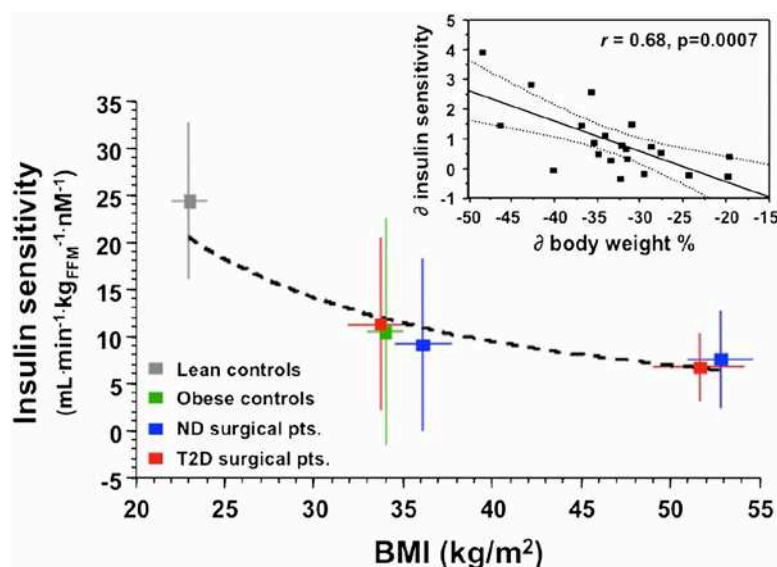 r = 0.68, p=0.0007
∂ insulin sensitivity
5
4
3
2
1
0
-1
-50 -45 -40 -35 -30 -25 -20 -15
∂ body weight %
Insulin sensitivity
(mL·min⁻¹·kg_FFM⁻¹·nM⁻¹)
35
30
25
20
15
10
5
0
-5
Lean controls
Obese controls
ND surgical pts.
T2D surgical pts.
20 25 30 35 40 45 50 55
BMI (kg/m²)